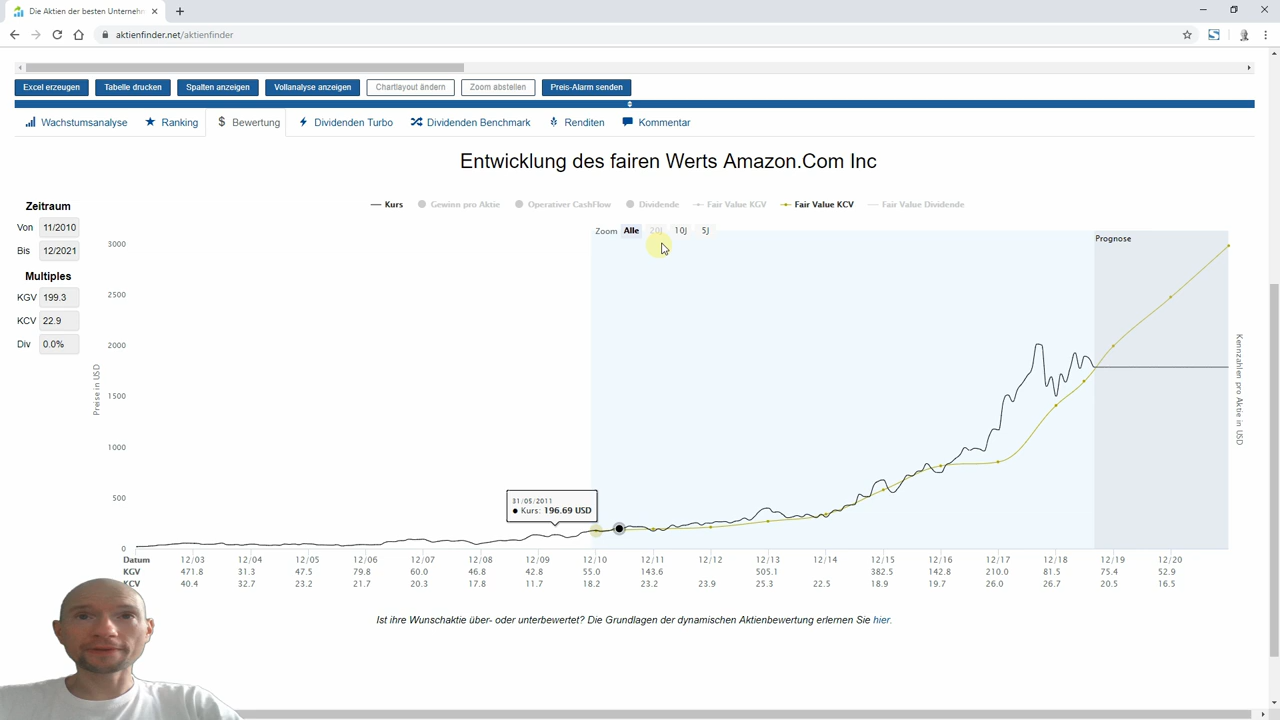 Die Aktien der besten Unternehm
aktienfinder.net/aktienfinder
Excel erzeugen Tabelle drucken Spalten anzeigen Vollanalyse anzeigen Chartlayout ändern Zoom abstellen Preis-Alarm senden
Wachstumsanalyse Ranking $ Bewertung Dividenden Turbo Dividenden Benchmark Renditen Kommentar
Entwicklung des fairen Werts Amazon.Com Inc
Zeitraum
Von 11/2010
Bis 12/2021
Multiples
KGV 199.3
KCV 22.9
Div 0.0%
Kurs Gewinn pro Aktie Operativer CashFlow Dividende Fair Value KGV Fair Value KCV Fair Value Dividende
Zoom Alle 20J 10J 5J
Prognose
3000
2500
2000
1500
1000
500
0
Preise in USD
Kennzahlen pro Aktie in USD
31/05/2011
Kurs: 196.69 USD
Datum 12/03 12/04 12/05 12/06 12/07 12/08 12/09 12/10 12/11 12/12 12/13 12/14 12/15 12/16 12/17 12/18 12/19 12/20
KGV 471.8 31.3 47.5 79.0 46.8 42.8 55.0 143.6 505.1 382.5 142.8 210.0 81.5 75.4 52.9
KCV 40.4 32.7 23.2 21.7 20.3 17.8 11.7 18.2 23.2 23.9 25.3 22.5 18.9 19.7 26.0 26.7 20.5 16.5
Ist ihre Wunschaktie über- oder unterbewertet? Die Grundlagen der dynamischen Aktienbewertung erlernen Sie hier.